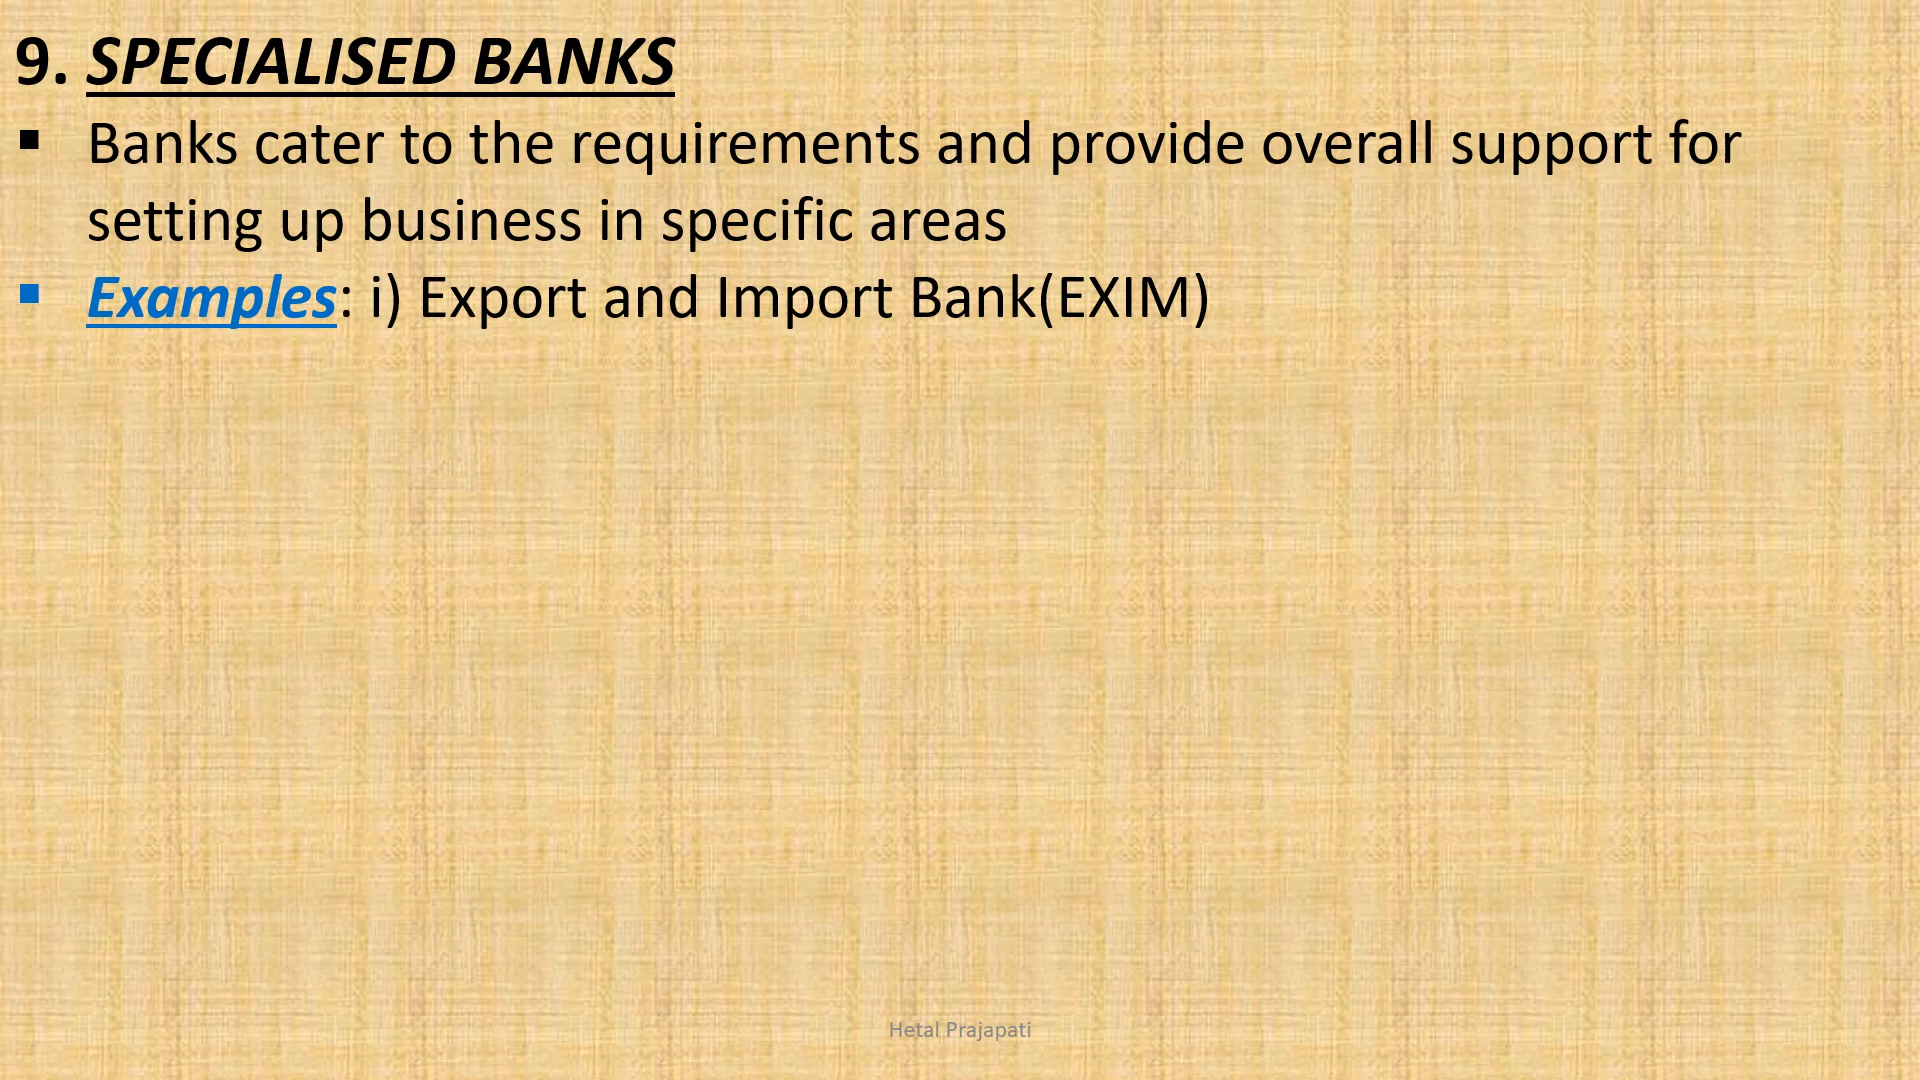 9. SPECIALISED BANKS
▪ Banks cater to the requirements and provide overall support for
setting up business in specific areas
▪ Examples: i) Export and Import Bank(EXIM)
Hetal Prajapati